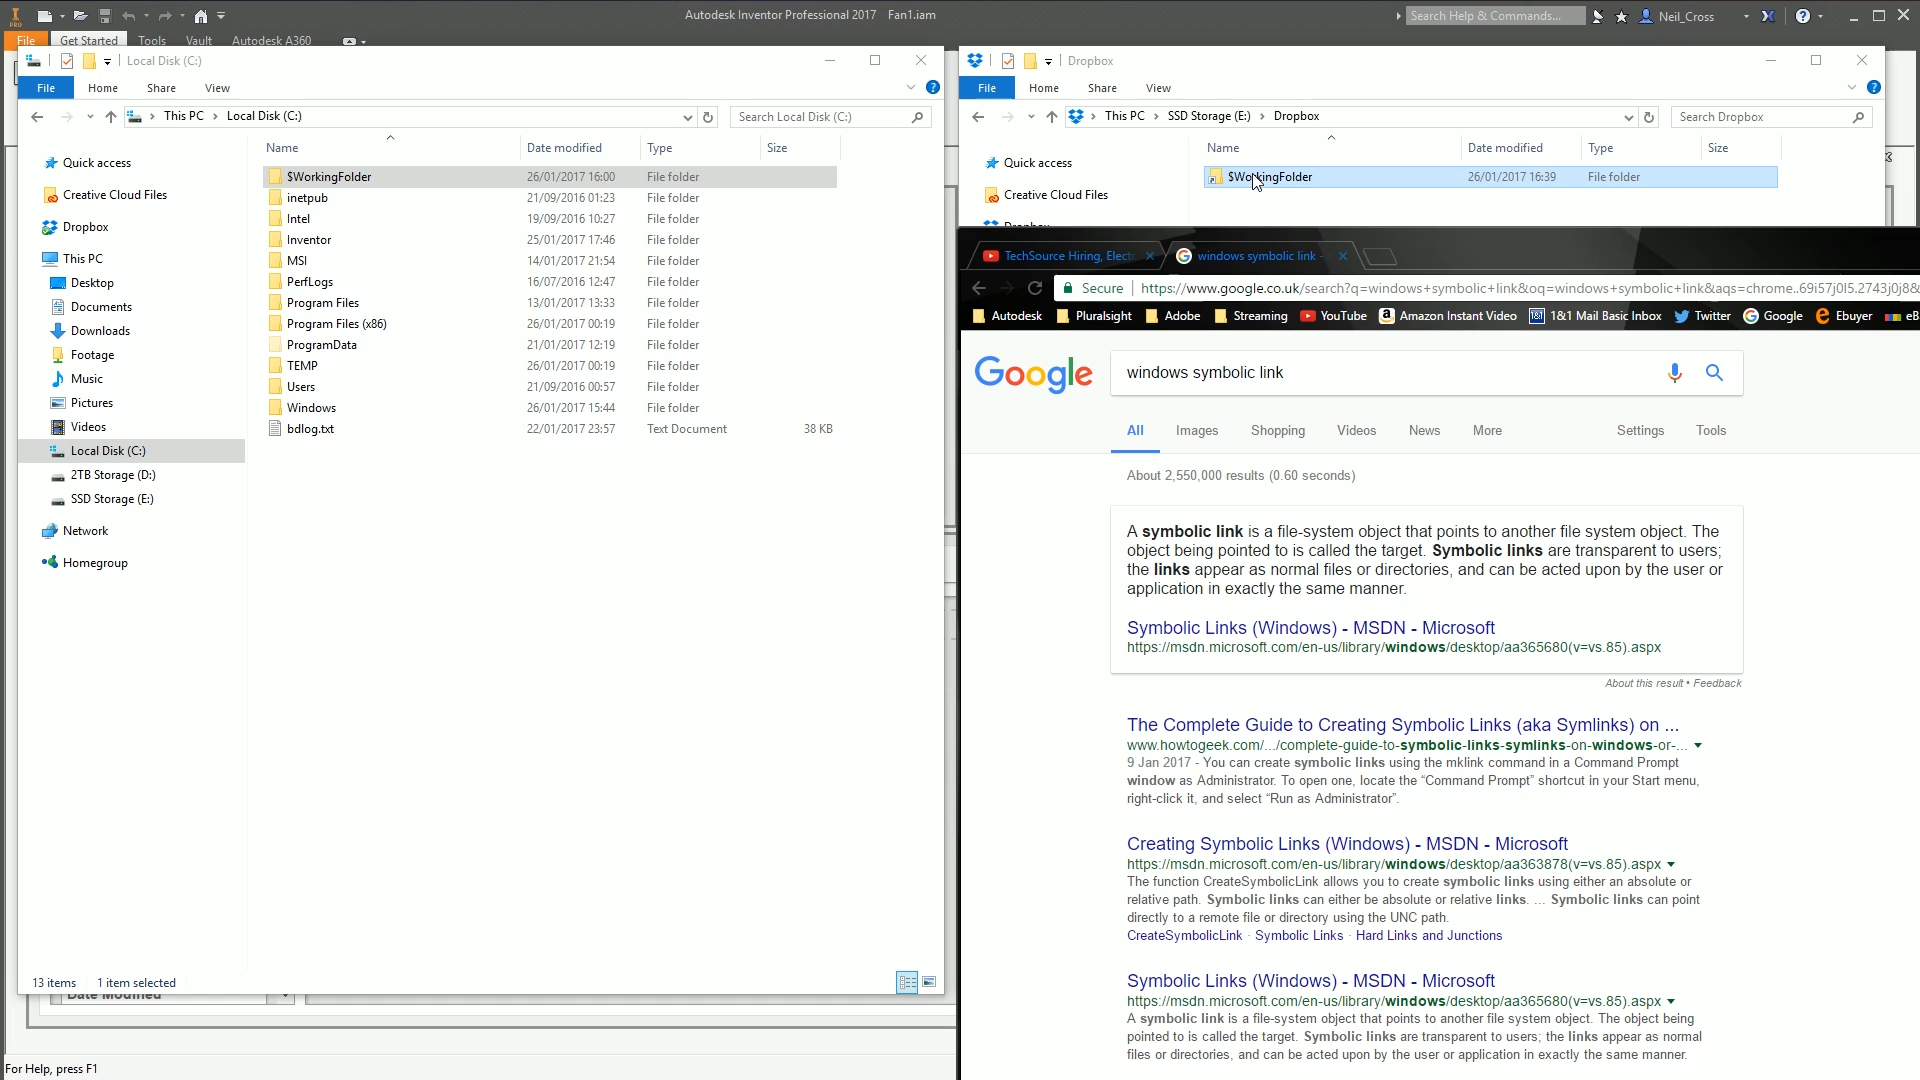 Autodesk Inventor Professional 2017 Fan1.iam
Search Help & Commands...
Neil_Cross
PRO
File Get Started Tools Vault Autodesk A360
Local Disk (C:)
File Home Share View
This PC > Local Disk (C:)
Search Local Disk (C:)
Name Date modified Type Size
Quick access
Creative Cloud Files
Dropbox
This PC
Desktop
Documents
Downloads
Footage
Music
Pictures
Videos
Local Disk (C:)
2TB Storage (D:)
SSD Storage (E:)
Network
Homegroup
$WorkingFolder 26/01/2017 16:00 File folder
inetpub 21/09/2016 01:23 File folder
Intel 19/09/2016 10:27 File folder
Inventor 25/01/2017 17:46 File folder
MSI 14/01/2017 21:54 File folder
PerfLogs 16/07/2016 12:47 File folder
Program Files 13/01/2017 13:33 File folder
Program Files (x86) 26/01/2017 00:19 File folder
ProgramData 21/01/2017 12:19 File folder
TEMP 26/01/2017 00:19 File folder
Users 21/09/2016 00:57 File folder
Windows 26/01/2017 15:44 File folder
bdlog.txt 22/01/2017 23:57 Text Document 38 KB
13 items 1 item selected
Date Modified
For Help, press F1
Dropbox
File Home Share View
This PC > SSD Storage (E:) > Dropbox
Search Dropbox
Name Date modified Type Size
Quick access
Creative Cloud Files
Dropbox
$WorkingFolder 26/01/2017 16:39 File folder
TechSource Hiring, Elect
windows symbolic link -
Secure https://www.google.co.uk/search?q=windows+symbolic+link&oq=windows+symbolic+link&aqs=chrome..69i57j0l5.2743j0j8&
Autodesk Pluralsight Adobe Streaming YouTube Amazon Instant Video 1&1 Mail Basic Inbox Twitter Google Ebuyer eB
Google
windows symbolic link
All Images Shopping Videos News More Settings Tools
About 2,550,000 results (0.60 seconds)
A symbolic link is a file-system object that points to another file system object. The
object being pointed to is called the target. Symbolic links are transparent to users;
the links appear as normal files or directories, and can be acted upon by the user or
application in exactly the same manner.
Symbolic Links (Windows) - MSDN - Microsoft
https://msdn.microsoft.com/en-us/library/windows/desktop/aa365680(v=vs.85).aspx
About this result • Feedback
The Complete Guide to Creating Symbolic Links (aka Symlinks) on ...
www.howtogeek.com/.../complete-guide-to-symbolic-links-symlinks-on-windows-or-...
9 Jan 2017 - You can create symbolic links using the mklink command in a Command Prompt
window as Administrator. To open one, locate the “Command Prompt” shortcut in your Start menu,
right-click it, and select “Run as Administrator”.
Creating Symbolic Links (Windows) - MSDN - Microsoft
https://msdn.microsoft.com/en-us/library/windows/desktop/aa363878(v=vs.85).aspx
The function CreateSymbolicLink allows you to create symbolic links using either an absolute or
relative path. Symbolic links can either be absolute or relative links. ... Symbolic links can point
directly to a remote file or directory using the UNC path.
CreateSymbolicLink · Symbolic Links · Hard Links and Junctions
Symbolic Links (Windows) - MSDN - Microsoft
https://msdn.microsoft.com/en-us/library/windows/desktop/aa365680(v=vs.85).aspx
A symbolic link is a file-system object that points to another file system object. The object being
pointed to is called the target. Symbolic links are transparent to users; the links appear as normal
files or directories, and can be acted upon by the user or application in exactly the same manner.